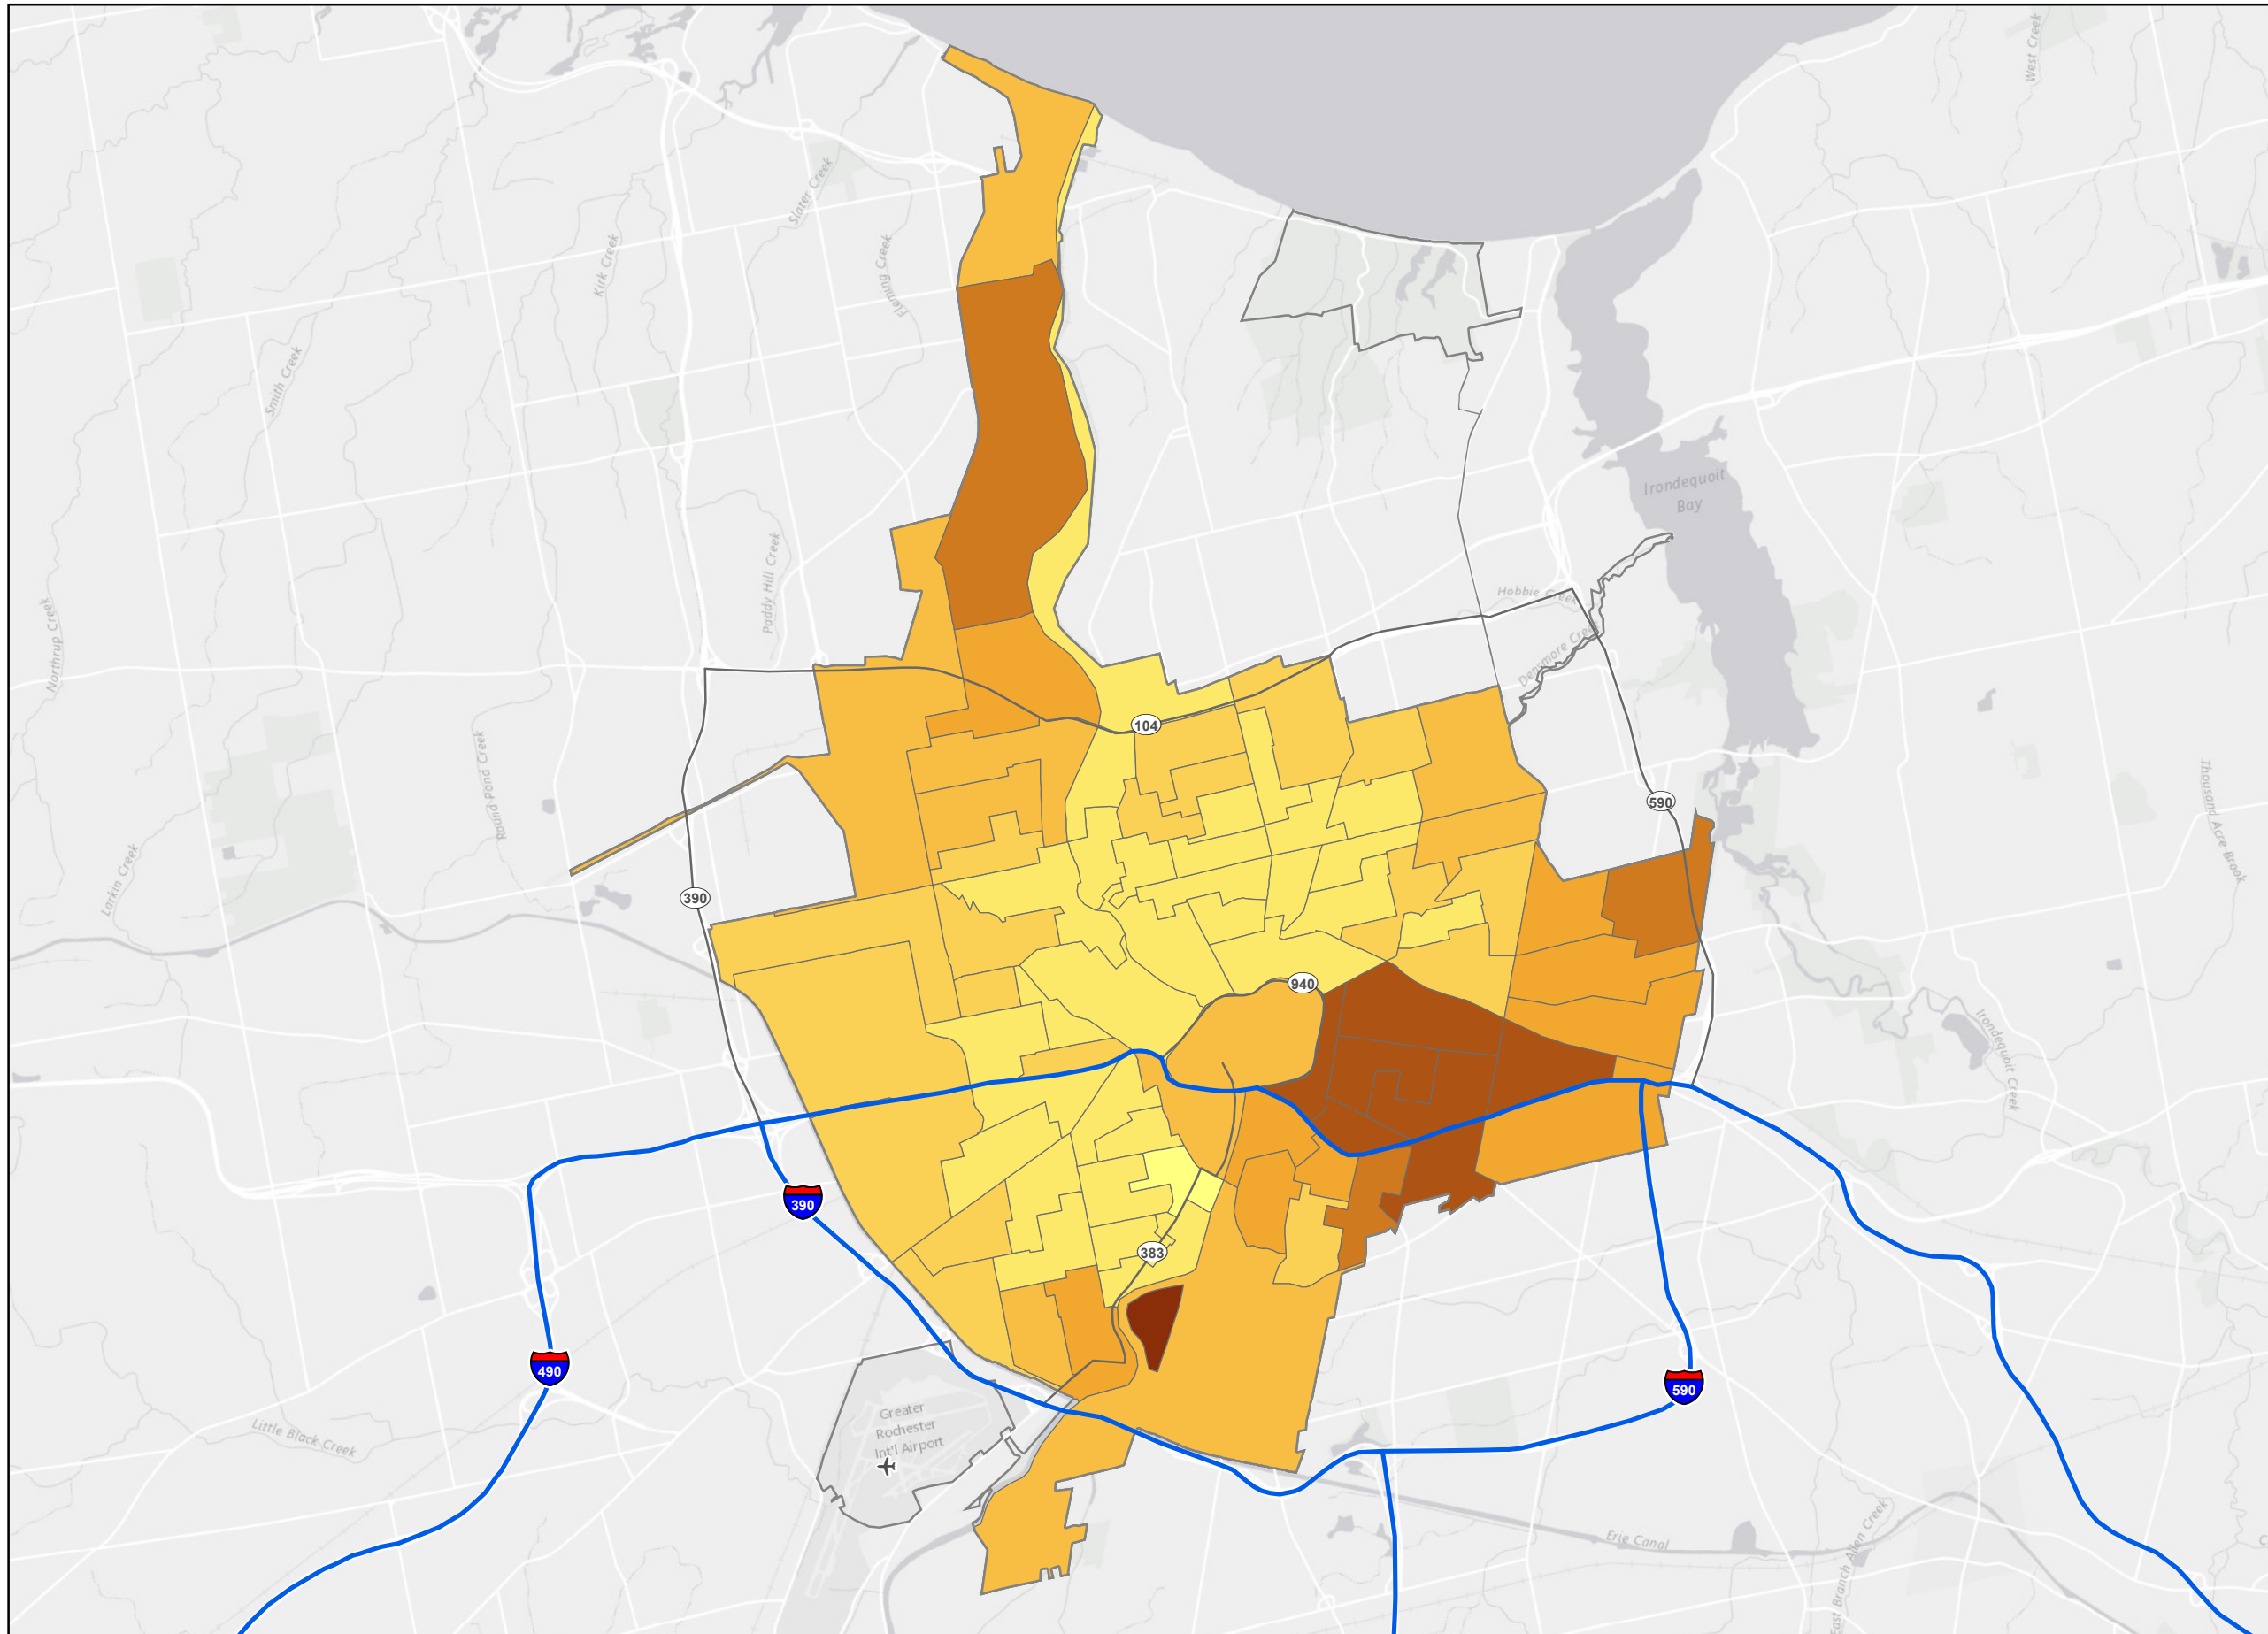 West Creek
Slater Creek
Kirk Creek
Fleming Creek
Smith Creek
Irondequoit
Bay
Paddy Hill Creek
Hobbie Creek
Northrup Creek
Densmore Creek
104
590
Round Pond Creek
Thousand Acre Brook
Larkin Creek
390
940
Irondequoit Creek
390
383
490
590
Greater
Rochester
Int'l Airport
Little Black Creek
Erie Canal
East Branch Allen Creek